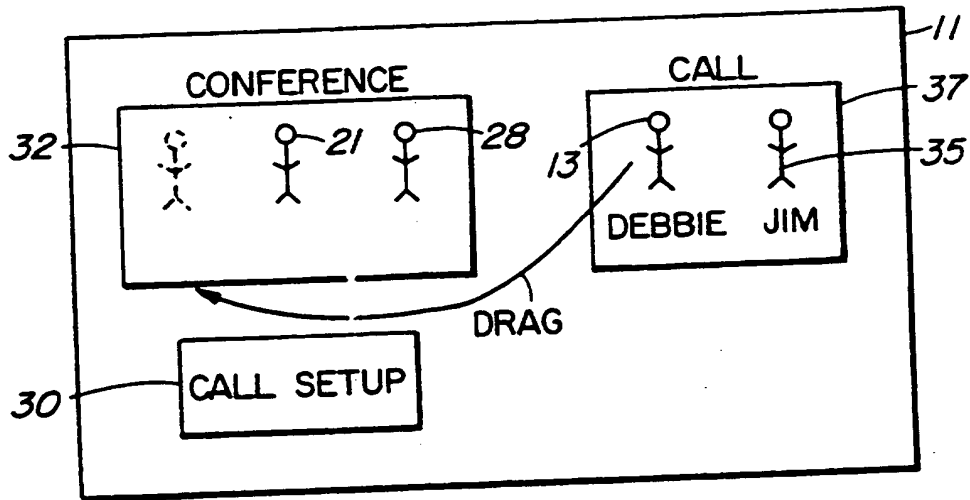 11
CONFERENCE
CALL
37
32
21
28
13
35
DEBBIE JIM
DRAG
30
CALL SETUP